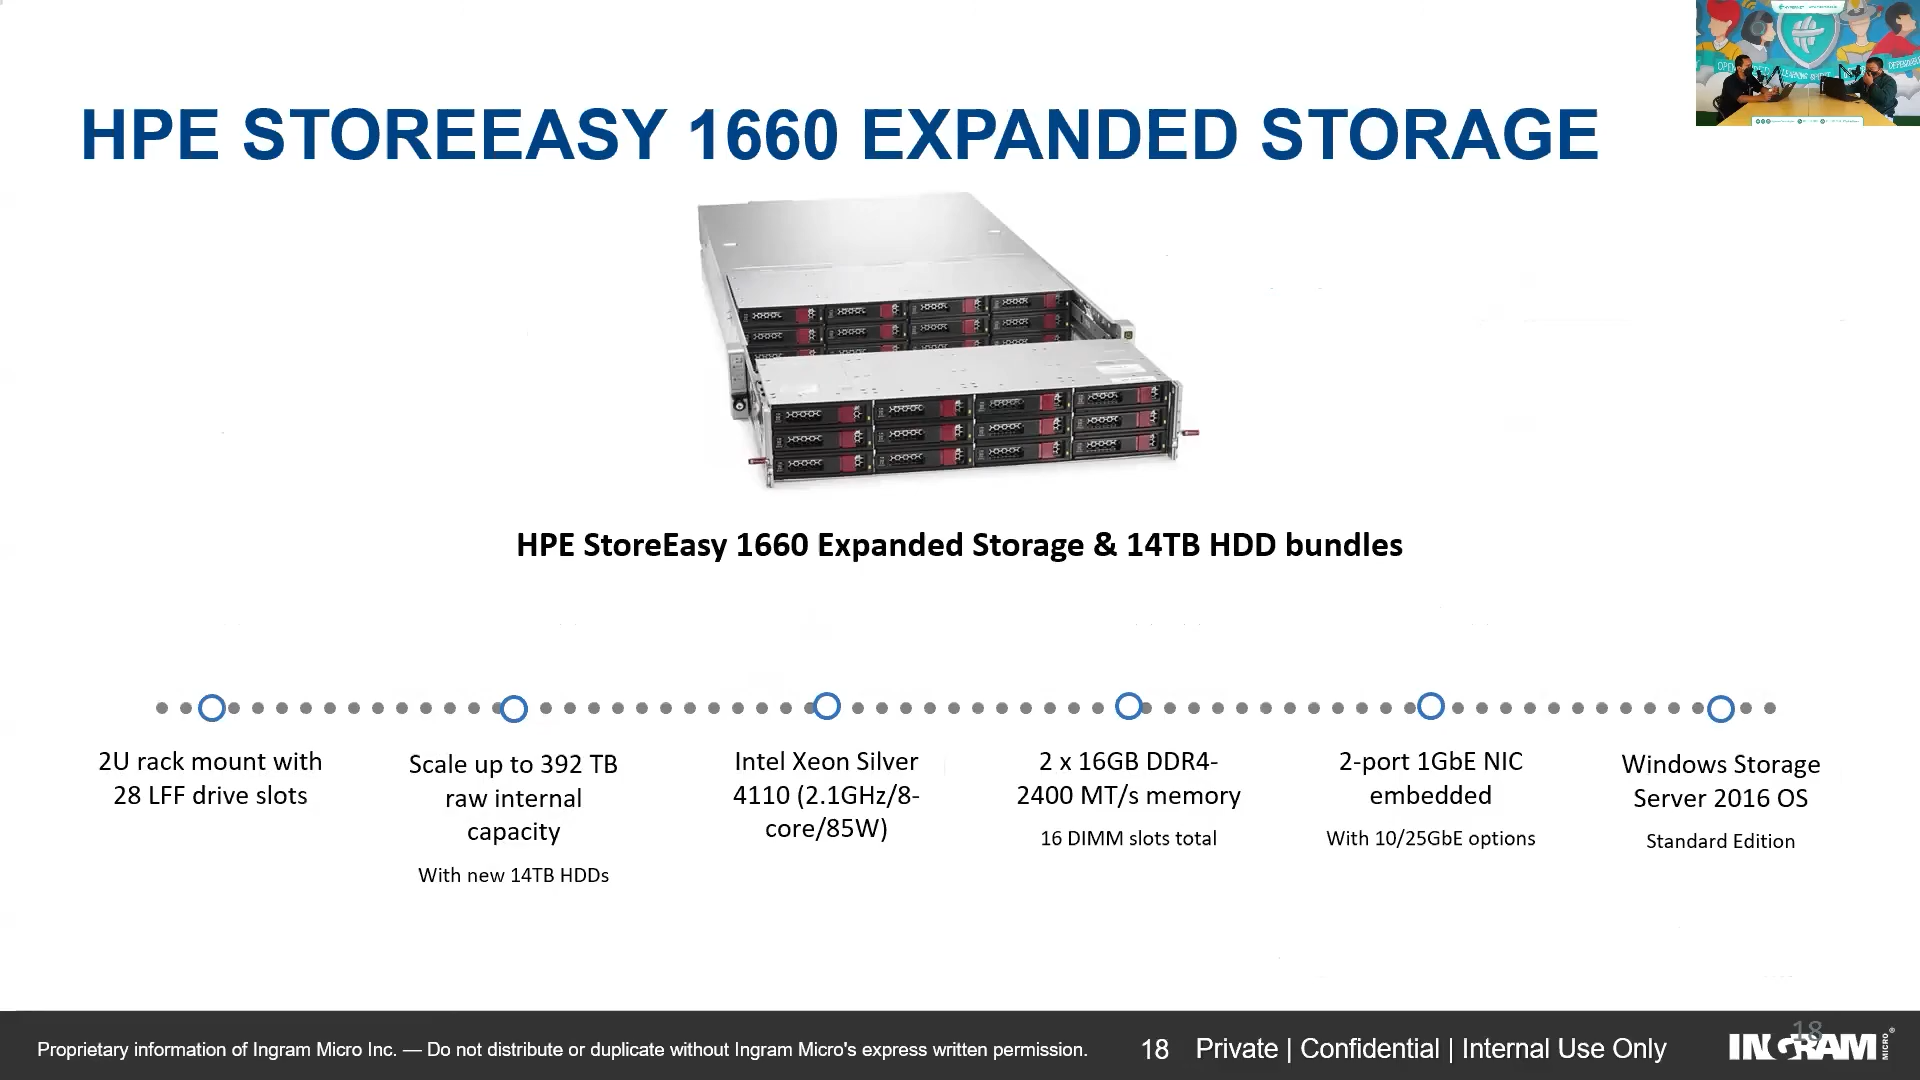 HPE STOREEASY 1660 EXPANDED STORAGE
HPE StoreEasy 1660 Expanded Storage & 14TB HDD bundles
2U rack mount with
28 LFF drive slots
Scale up to 392 TB
raw internal
capacity
With new 14TB HDDs
Intel Xeon Silver
4110 (2.1GHz/8-
core/85W)
2 x 16GB DDR4-
2400 MT/s memory
16 DIMM slots total
2-port 1GbE NIC
embedded
With 10/25GbE options
Windows Storage
Server 2016 OS
Standard Edition
Proprietary information of Ingram Micro Inc. — Do not distribute or duplicate without Ingram Micro's express written permission.
18 Private | Confidential | Internal Use Only
18
INGRAM MICRO®